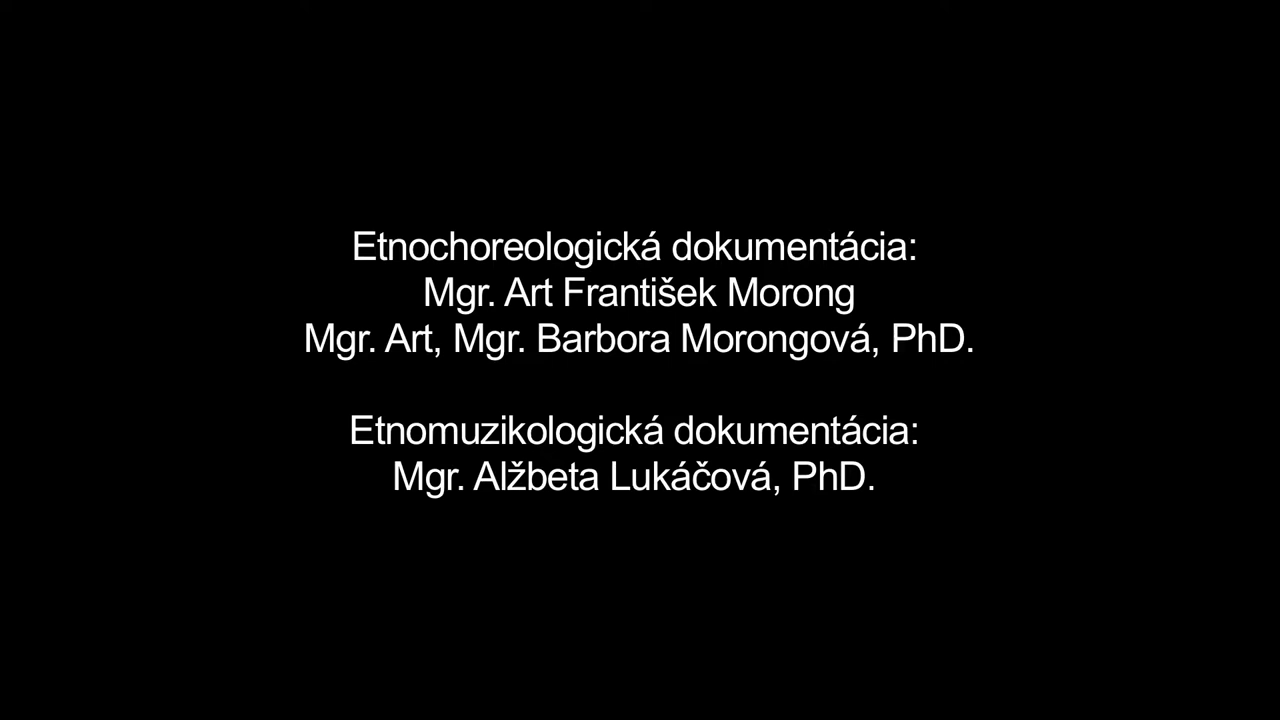 Etnochoreologická dokumentácia:
Mgr. Art František Morong
Mgr. Art, Mgr. Barbora Morongová, PhD.
Etnomuzikologická dokumentácia:
Mgr. Alžbeta Lukáčová, PhD.